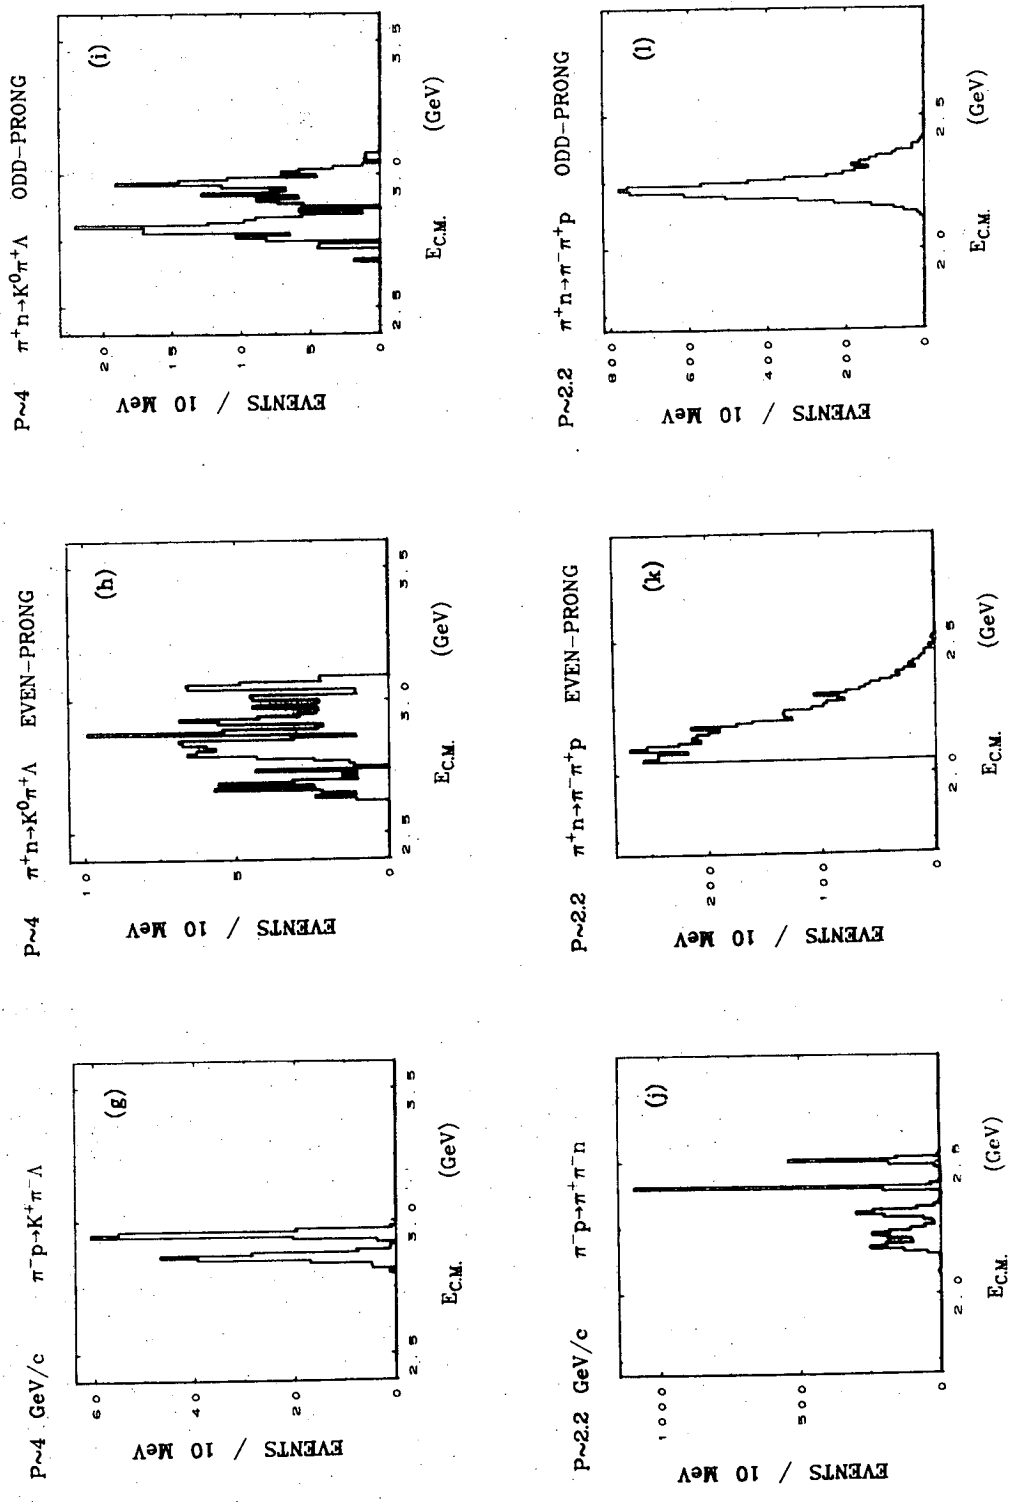 P~4 GeV/c π⁻p→K⁺π⁻Λ
(g)
EVENTS / 10 MeV
60
40
20
0
2.5
3.0
3.5
E_C.M. (GeV)
P~4 π⁺n→K⁰π⁺Λ EVEN-PRONG
(h)
EVENTS / 10 MeV
10
5
0
2.5
3.0
3.5
E_C.M. (GeV)
P~4 π⁺n→K⁰π⁺Λ ODD-PRONG
(i)
EVENTS / 10 MeV
20
15
10
5
0
2.5
3.0
3.5
E_C.M. (GeV)
P~2.2 GeV/c π⁻p→π⁺π⁻n
(j)
EVENTS / 10 MeV
1000
500
0
2.0
2.5
E_C.M. (GeV)
P~2.2 π⁺n→π⁻π⁺p EVEN-PRONG
(k)
EVENTS / 10 MeV
200
100
0
2.0
2.5
E_C.M. (GeV)
P~2.2 π⁺n→π⁻π⁺p ODD-PRONG
(l)
EVENTS / 10 MeV
800
600
400
200
0
2.0
2.5
E_C.M. (GeV)